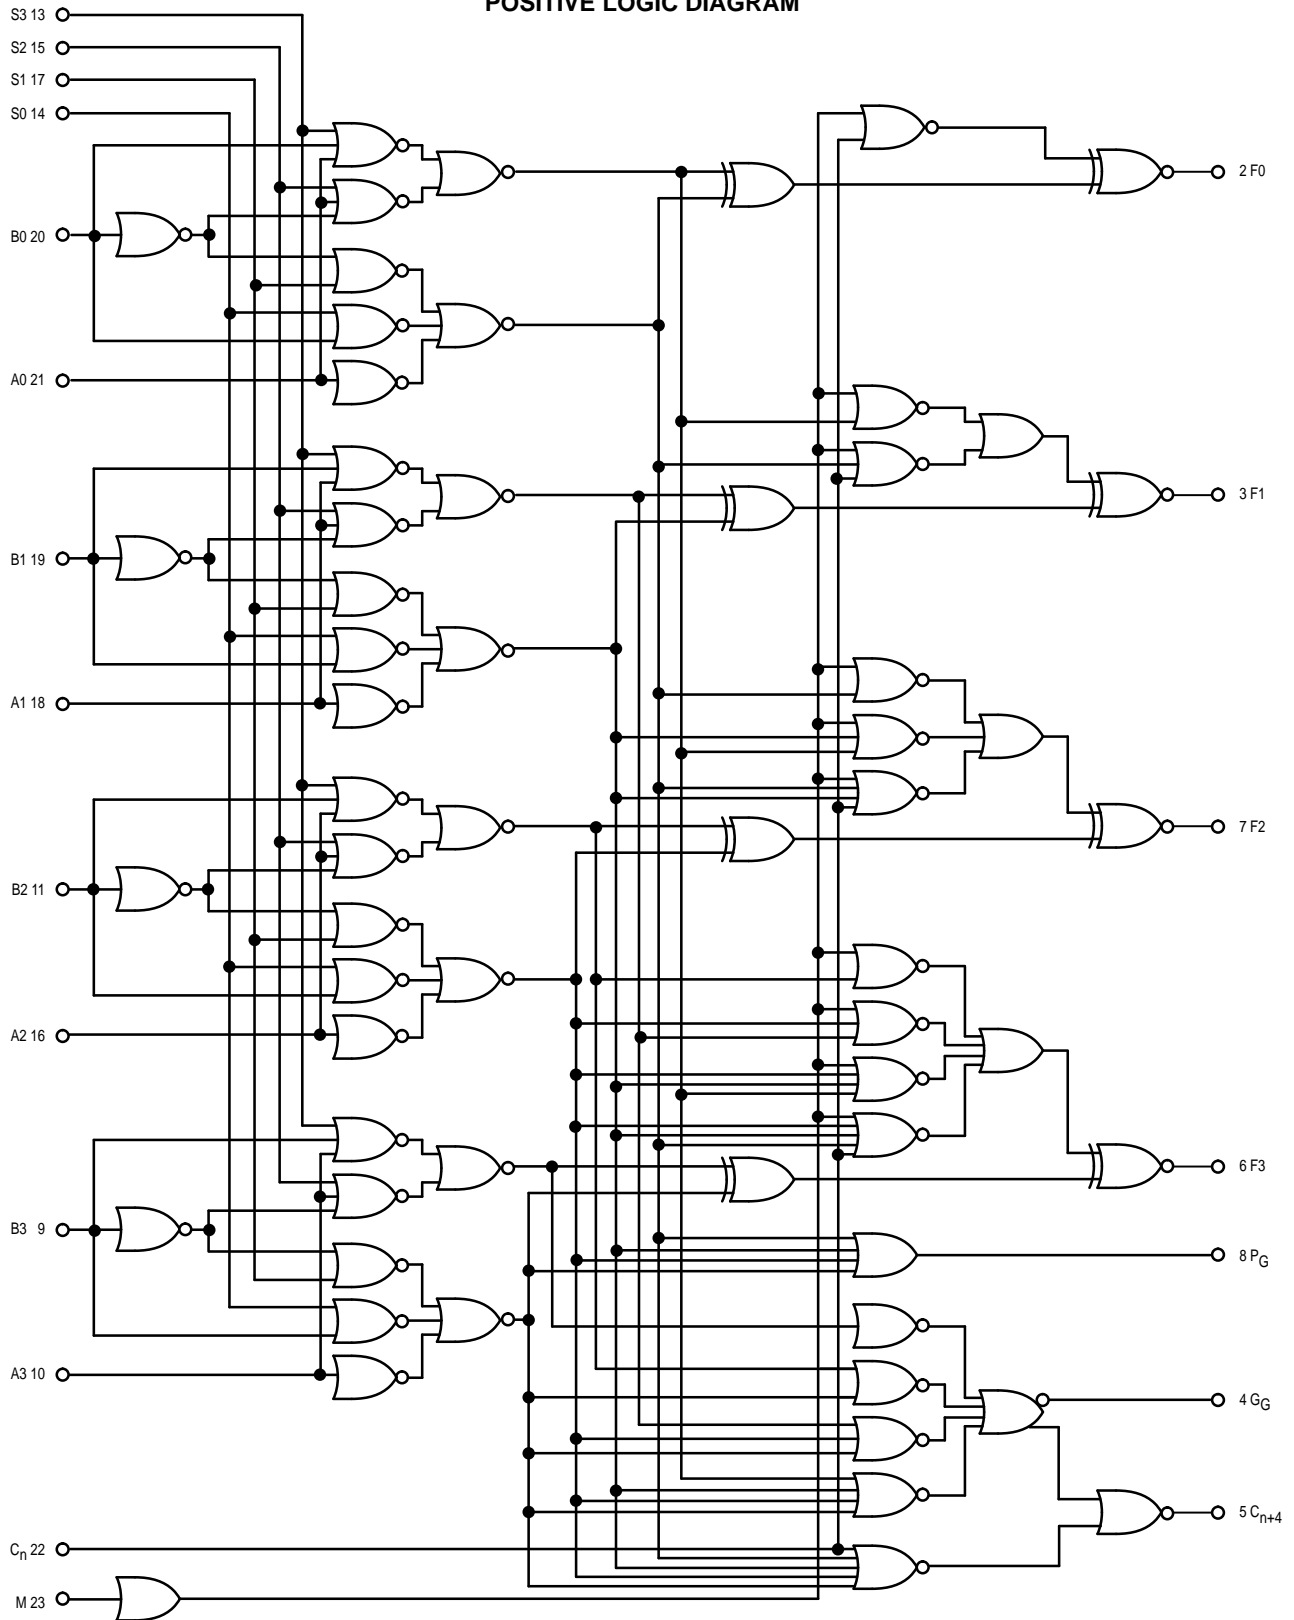 POSITIVE LOGIC DIAGRAM
S3 13
S2 15
S1 17
S0 14
2 F0
B0 20
A0 21
3 F1
B1 19
A1 18
7 F2
B2 11
A2 16
6 F3
B3 9
8 PG
A3 10
4 GG
5 Cn+4
Cn 22
M 23